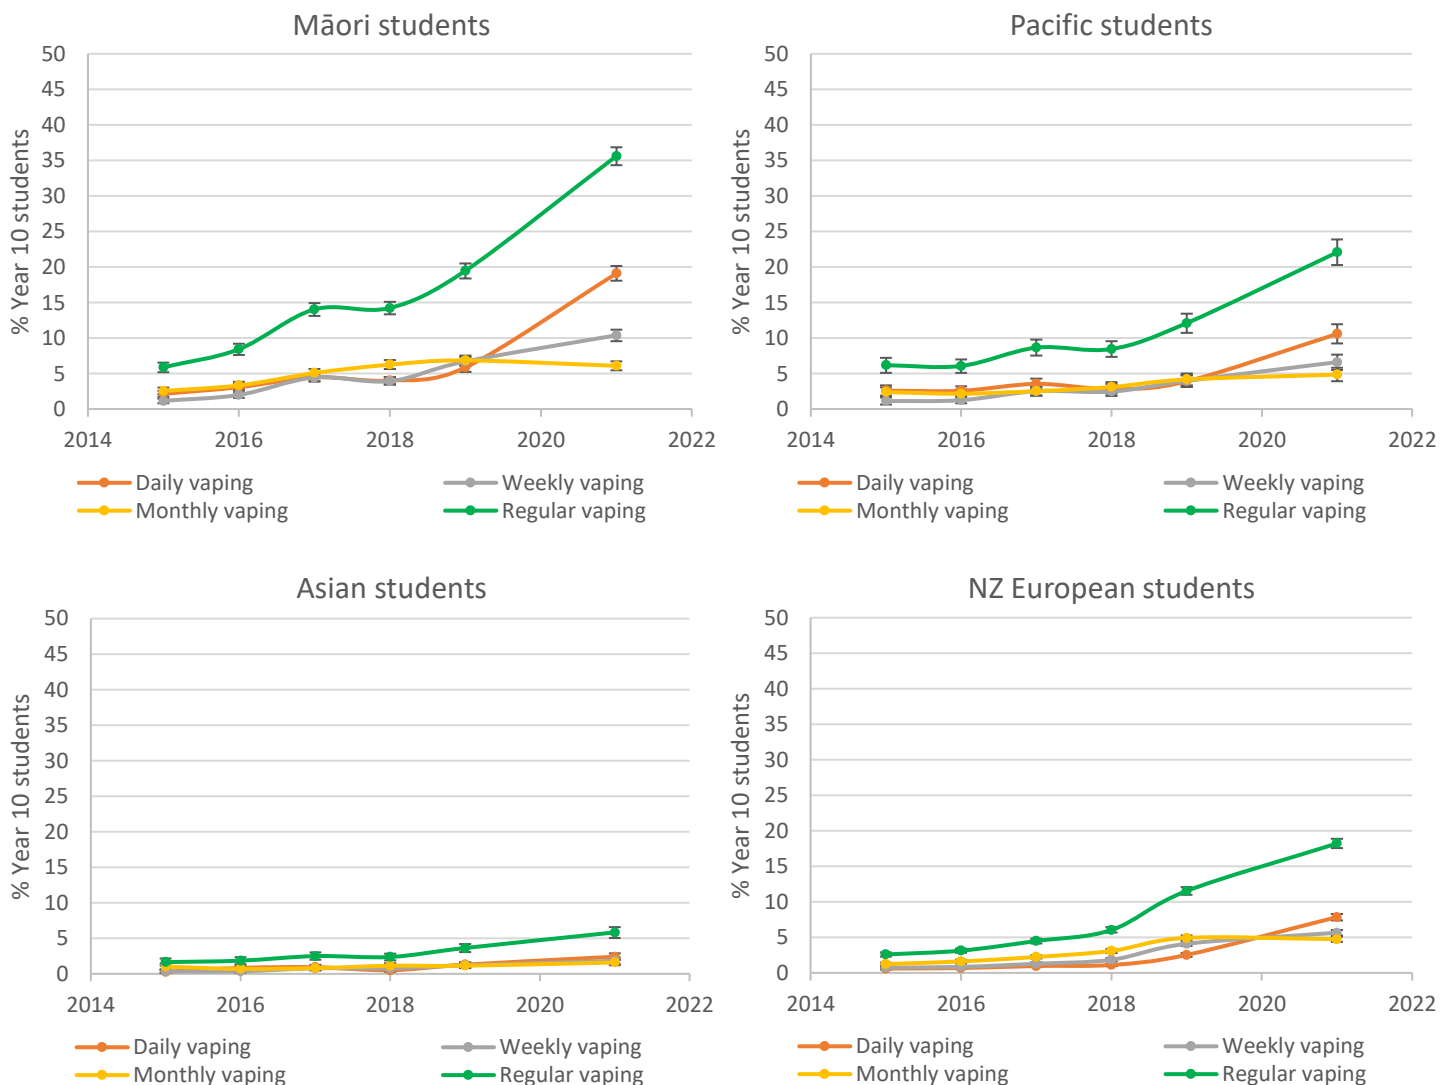 Māori students
50
45
40
35
30
25
20
15
10
5
0
% Year 10 students
2014 2016 2018 2020 2022
Daily vaping Weekly vaping
Monthly vaping Regular vaping
Pacific students
50
45
40
35
30
25
20
15
10
5
0
% Year 10 students
2014 2016 2018 2020 2022
Daily vaping Weekly vaping
Monthly vaping Regular vaping
Asian students
50
45
40
35
30
25
20
15
10
5
0
% Year 10 students
2014 2016 2018 2020 2022
Daily vaping Weekly vaping
Monthly vaping Regular vaping
NZ European students
50
45
40
35
30
25
20
15
10
5
0
% Year 10 students
2014 2016 2018 2020 2022
Daily vaping Weekly vaping
Monthly vaping Regular vaping